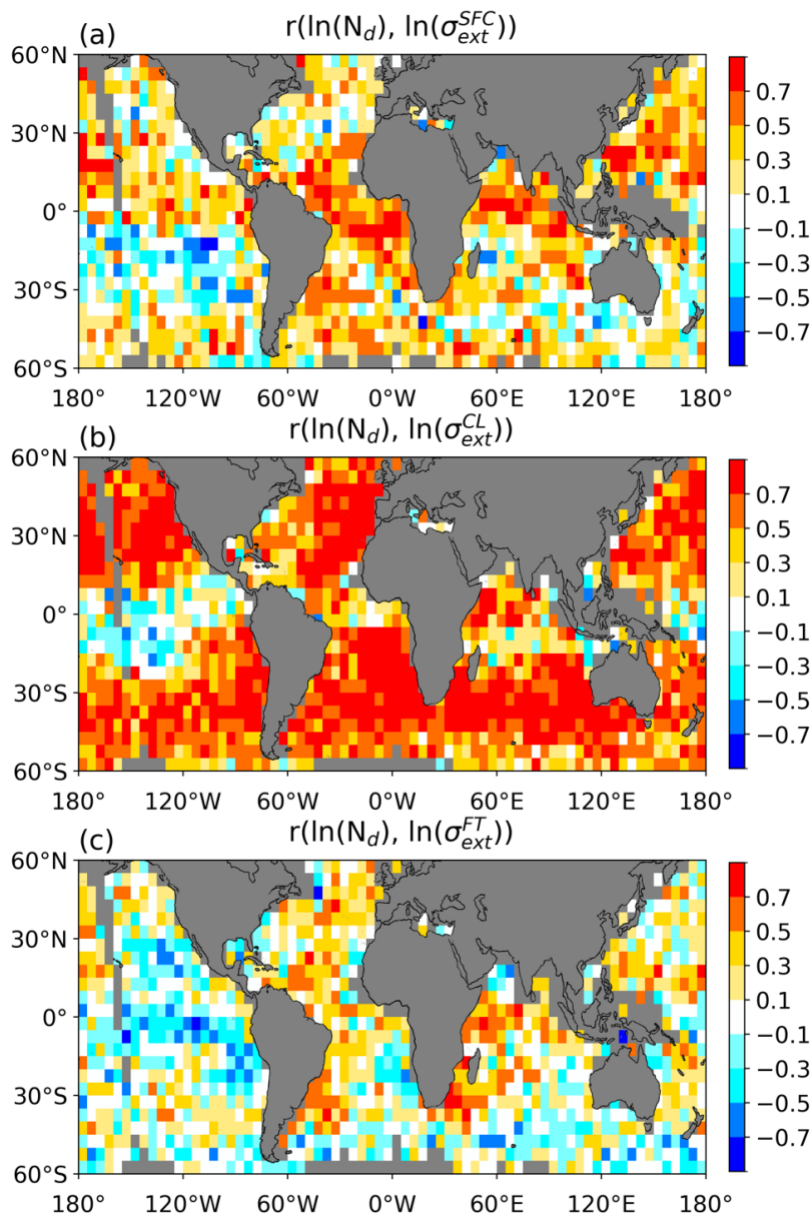 (a) r(ln(N_d), ln(σ_ext^SFC))
60°N
30°N
0°
30°S
60°S
180° 120°W 60°W 0°W 60°E 120°E 180°
0.7
0.5
0.3
0.1
−0.1
−0.3
−0.5
−0.7
(b) r(ln(N_d), ln(σ_ext^CL))
60°N
30°N
0°
30°S
60°S
180° 120°W 60°W 0°W 60°E 120°E 180°
0.7
0.5
0.3
0.1
−0.1
−0.3
−0.5
−0.7
(c) r(ln(N_d), ln(σ_ext^FT))
60°N
30°N
0°
30°S
60°S
180° 120°W 60°W 0°W 60°E 120°E 180°
0.7
0.5
0.3
0.1
−0.1
−0.3
−0.5
−0.7